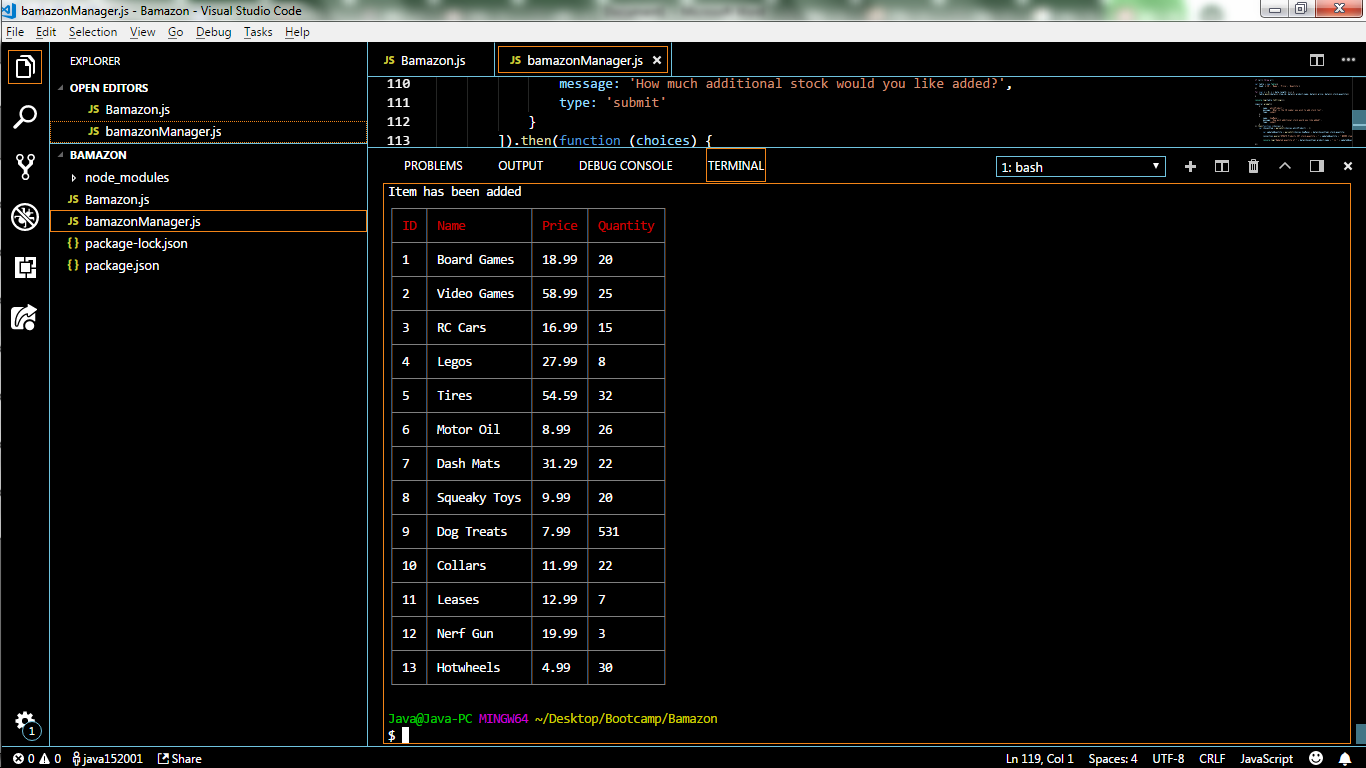 bamazonManager.js - Bamazon - Visual Studio Code
File Edit Selection View Go Debug Tasks Help
EXPLORER
OPEN EDITORS
JS Bamazon.js
JS bamazonManager.js
BAMAZON
node_modules
JS Bamazon.js
JS bamazonManager.js
{} package-lock.json
{} package.json
1
JS Bamazon.js JS bamazonManager.js
110 message: 'How much additional stock would you like added?',
111 type: 'submit'
112 }
113 ]).then(function (choices) {
PROBLEMS OUTPUT DEBUG CONSOLE TERMINAL 1: bash
Item has been added
ID Name Price Quantity
1 Board Games 18.99 20
2 Video Games 58.99 25
3 RC Cars 16.99 15
4 Legos 27.99 8
5 Tires 54.59 32
6 Motor Oil 8.99 26
7 Dash Mats 31.29 22
8 Squeaky Toys 9.99 20
9 Dog Treats 7.99 531
10 Collars 11.99 22
11 Leases 12.99 7
12 Nerf Gun 19.99 3
13 Hotwheels 4.99 30
Java@Java-PC MINGW64 ~/Desktop/Bootcamp/Bamazon
$
0 0 java152001 Share Ln 119, Col 1 Spaces: 4 UTF-8 CRLF JavaScript